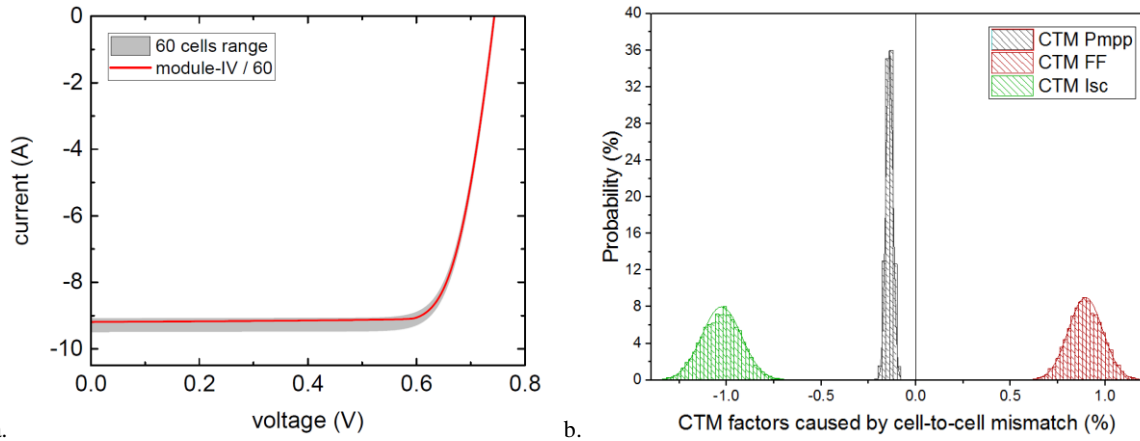 60 cells range
module-IV / 60
0
-2
-4
-6
-8
-10
current (A)
0.0 0.2 0.4 0.6 0.8
voltage (V)
b.
CTM Pmpp
CTM FF
CTM Isc
40
36
32
28
24
20
16
12
8
4
0
Probability (%)
-1.0 -0.5 0.0 0.5 1.0
CTM factors caused by cell-to-cell mismatch (%)